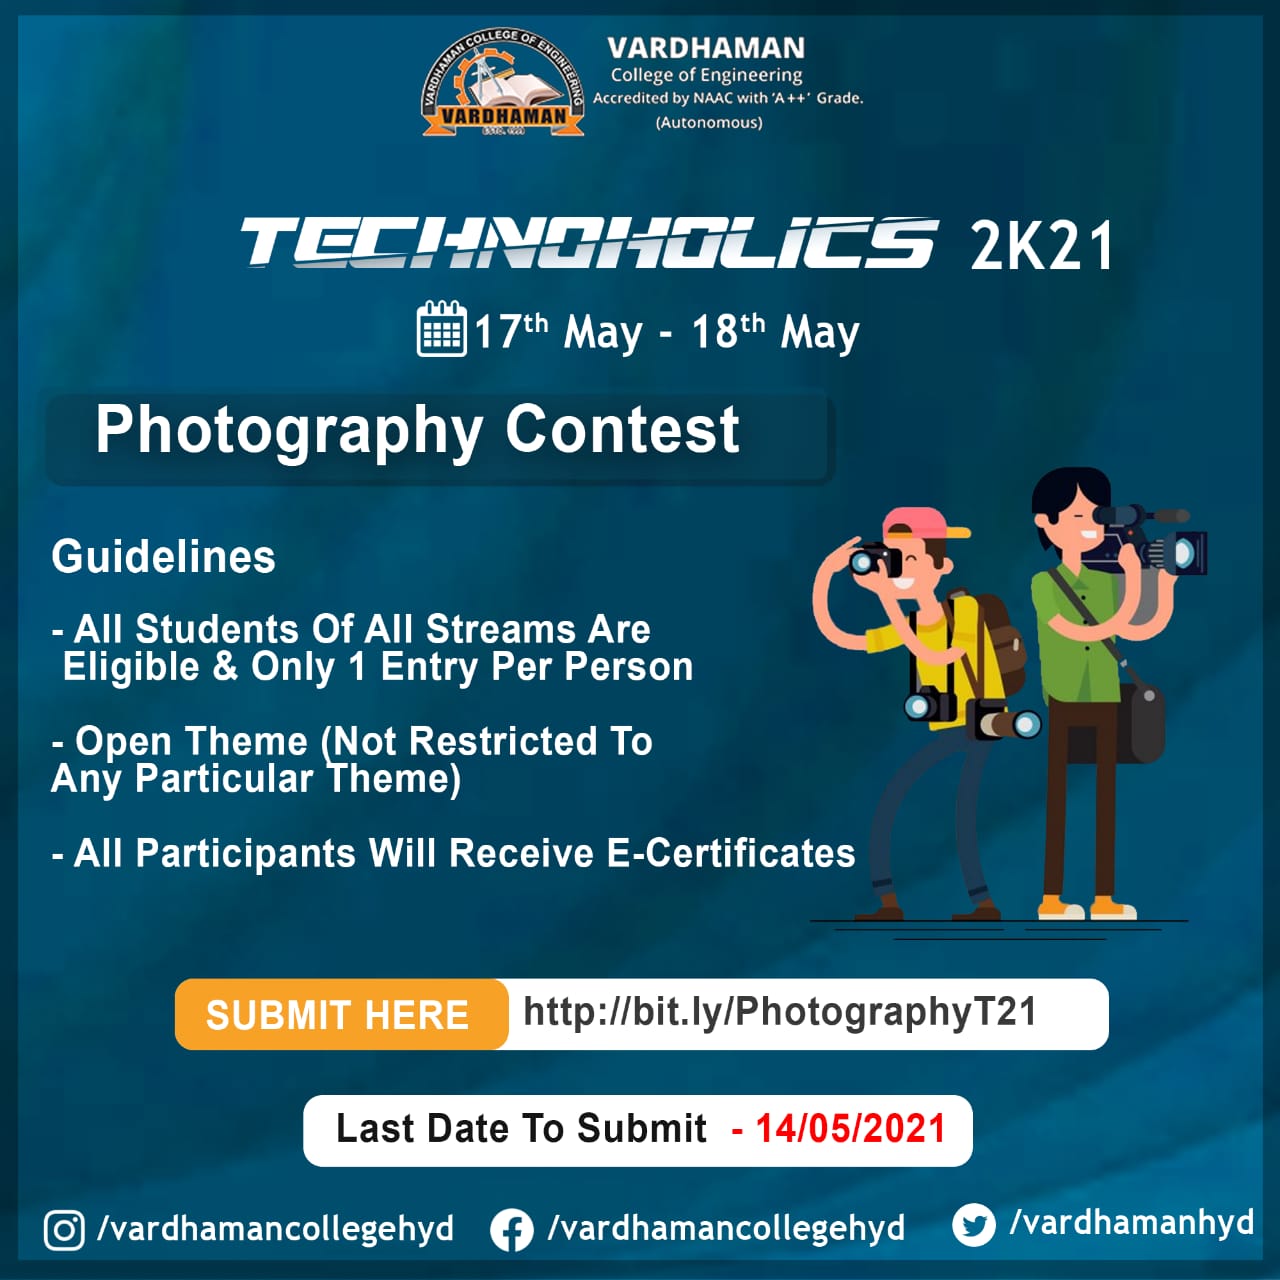 VARDHAMAN COLLEGE OF ENGINEERING
VARDHAMAN
ESTD. 1999
VARDHAMAN
College of Engineering
Accredited by NAAC with ‘A++’ Grade.
(Autonomous)
TECHNOHOLICS 2K21
17th May - 18th May
Photography Contest
Guidelines
- All Students Of All Streams Are
Eligible & Only 1 Entry Per Person
- Open Theme (Not Restricted To
Any Particular Theme)
- All Participants Will Receive E-Certificates
SUBMIT HERE http://bit.ly/PhotographyT21
Last Date To Submit - 14/05/2021
/vardhamancollegehyd /vardhamancollegehyd /vardhamanhyd